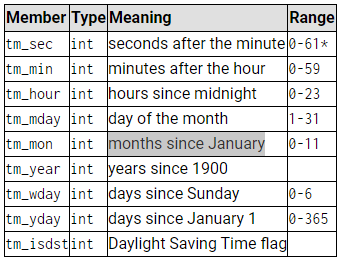 Member Type Meaning Range
tm_sec int seconds after the minute 0-61*
tm_min int minutes after the hour 0-59
tm_hour int hours since midnight 0-23
tm_mday int day of the month 1-31
tm_mon int months since January 0-11
tm_year int years since 1900
tm_wday int days since Sunday 0-6
tm_yday int days since January 1 0-365
tm_isdst int Daylight Saving Time flag